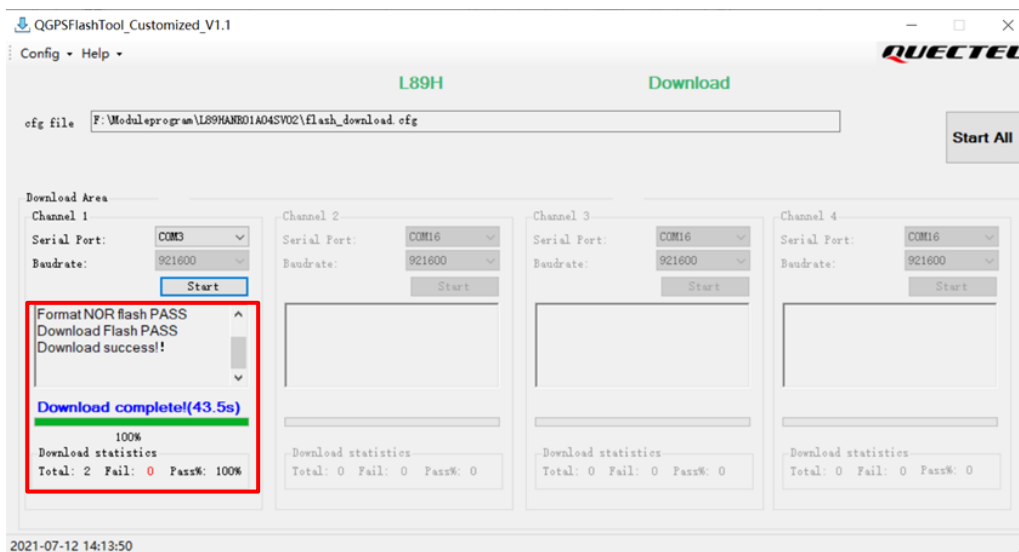 QGPSFlashTool_Customized_V1.1
Config Help
QUECTEL
L89H Download
cfg file F:\Moduleprogram\L89HANR01A04SV02\flash_download.cfg
Start All
Download Area
Channel 1 Channel 2 Channel 3 Channel 4
Serial Port: COM3 Serial Port: COM16 Serial Port: COM16 Serial Port: COM16
Baudrate: 921600 Baudrate: 921600 Baudrate: 921600 Baudrate: 921600
Start Start Start Start
Format NOR flash PASS
Download Flash PASS
Download success!!
Download complete!(43.5s)
100%
Download statistics Download statistics Download statistics Download statistics
Total: 2 Fail: 0 Pass%: 100% Total: 0 Fail: 0 Pass%: 0 Total: 0 Fail: 0 Pass%: 0 Total: 0 Fail: 0 Pass%: 0
2021-07-12 14:13:50